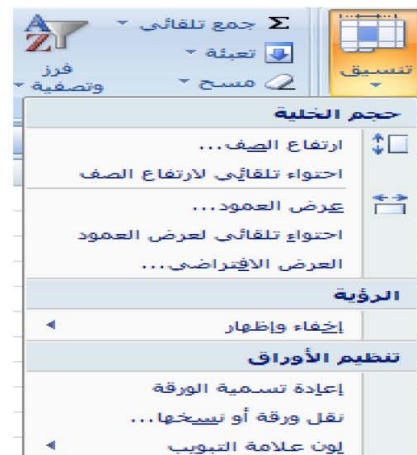 Σ جمع تلقائي
تعبئة
مسح
تنسيق
فرز
وتصفية
حجم الخلية
ارتفاع الصف...
احتواء تلقائي لارتفاع الصف
عرض العمود...
احتواء تلقائي لعرض العمود
العرض الافتراضي...
الرؤية
إخفاء وإظهار
تنظيم الأوراق
إعادة تسمية الورقة
نقل ورقة أو نسخها...
لون علامة التبويب